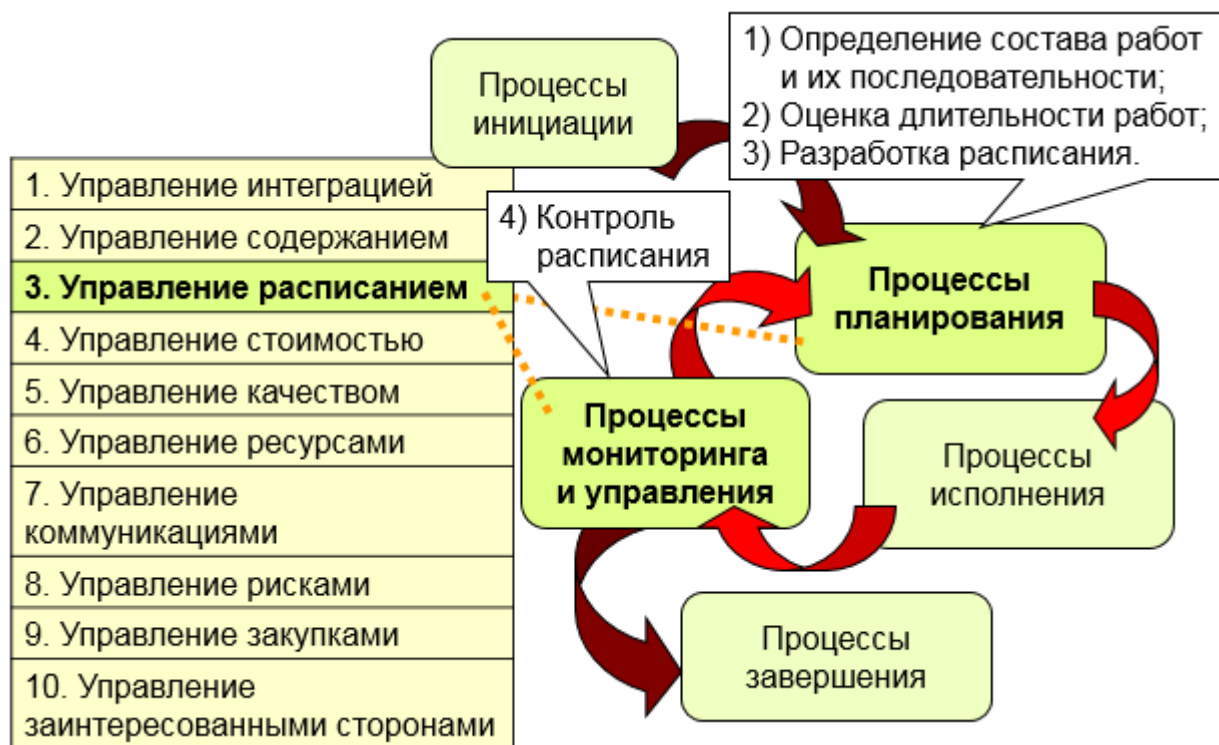 1) Определение состава работ
и их последовательности;
2) Оценка длительности работ;
3) Разработка расписания.
Процессы
инициации
1. Управление интеграцией
2. Управление содержанием
3. Управление расписанием
4. Управление стоимостью
5. Управление качеством
6. Управление ресурсами
7. Управление
коммуникациями
8. Управление рисками
9. Управление закупками
10. Управление
заинтересованными сторонами
4) Контроль
расписания
Процессы
планирования
Процессы
мониторинга
и управления
Процессы
исполнения
Процессы
завершения